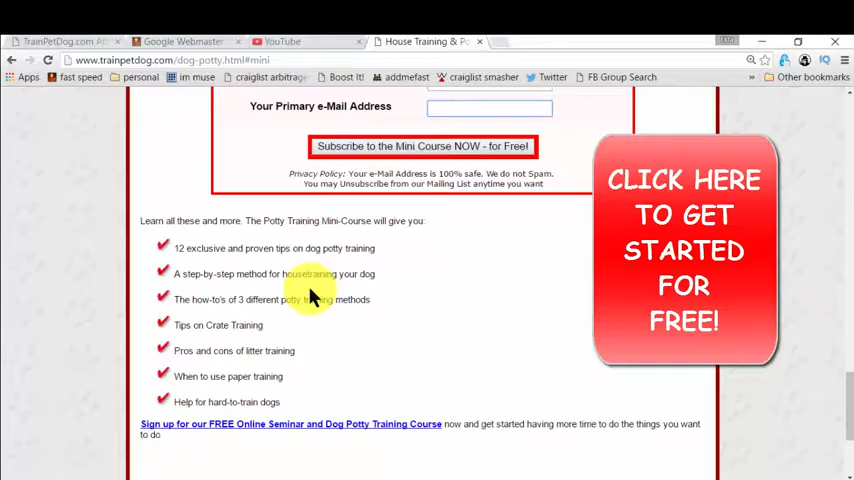 TrainPetDog.com Af
Google Webmaster
YouTube
House Training & Po
www.trainpetdog.com/dog-potty.html#mini
Apps
fast speed
personal
im muse
craiglist arbitrage
Boost It!
addmefast
craiglist smasher
Twitter
FB Group Search
»
Other bookmarks
Your Primary e-Mail Address
Subscribe to the Mini Course NOW - for Free!
Privacy Policy: Your e-Mail Address is 100% safe. We do not Spam.
You may Unsubscribe from our Mailing List anytime you want
Learn all these and more. The Potty Training Mini-Course will give you:
12 exclusive and proven tips on dog potty training
A step-by-step method for housetraining your dog
The how-to's of 3 different potty training methods
Tips on Crate Training
Pros and cons of litter training
When to use paper training
Help for hard-to-train dogs
Sign up for our FREE Online Seminar and Dog Potty Training Course now and get started having more time to do the things you want
to do
CLICK HERE
TO GET
STARTED
FOR
FREE!